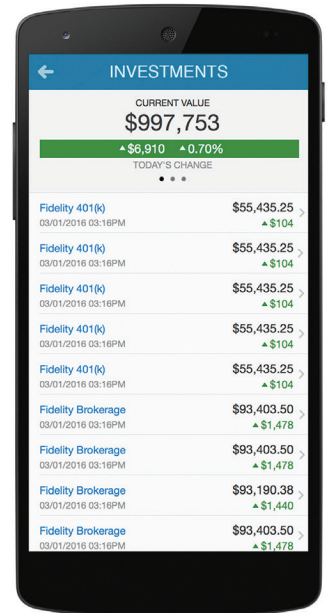 INVESTMENTS
CURRENT VALUE
$997,753
▲$6,910 ▲0.70%
TODAY'S CHANGE
Fidelity 401(k) $55,435.25
03/01/2016 03:16PM ▲$104
Fidelity 401(k) $55,435.25
03/01/2016 03:16PM ▲$104
Fidelity 401(k) $55,435.25
03/01/2016 03:16PM ▲$104
Fidelity 401(k) $55,435.25
03/01/2016 03:16PM ▲$104
Fidelity 401(k) $55,435.25
03/01/2016 03:16PM ▲$104
Fidelity Brokerage $93,403.50
03/01/2016 03:16PM ▲$1,478
Fidelity Brokerage $93,403.50
03/01/2016 03:16PM ▲$1,478
Fidelity Brokerage $93,190.38
03/01/2016 03:16PM ▲$1,440
Fidelity Brokerage $93,403.50
03/01/2016 03:16PM ▲$1,478